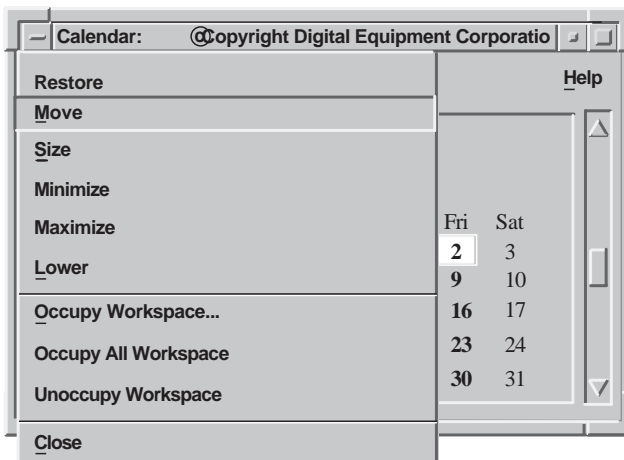 Calendar: @Copyright Digital Equipment Corporatio
Help
Restore
Move
Size
Minimize
Maximize
Lower
Occupy Workspace...
Occupy All Workspace
Unoccupy Workspace
Close
Fri Sat
2 3
9 10
16 17
23 24
30 31